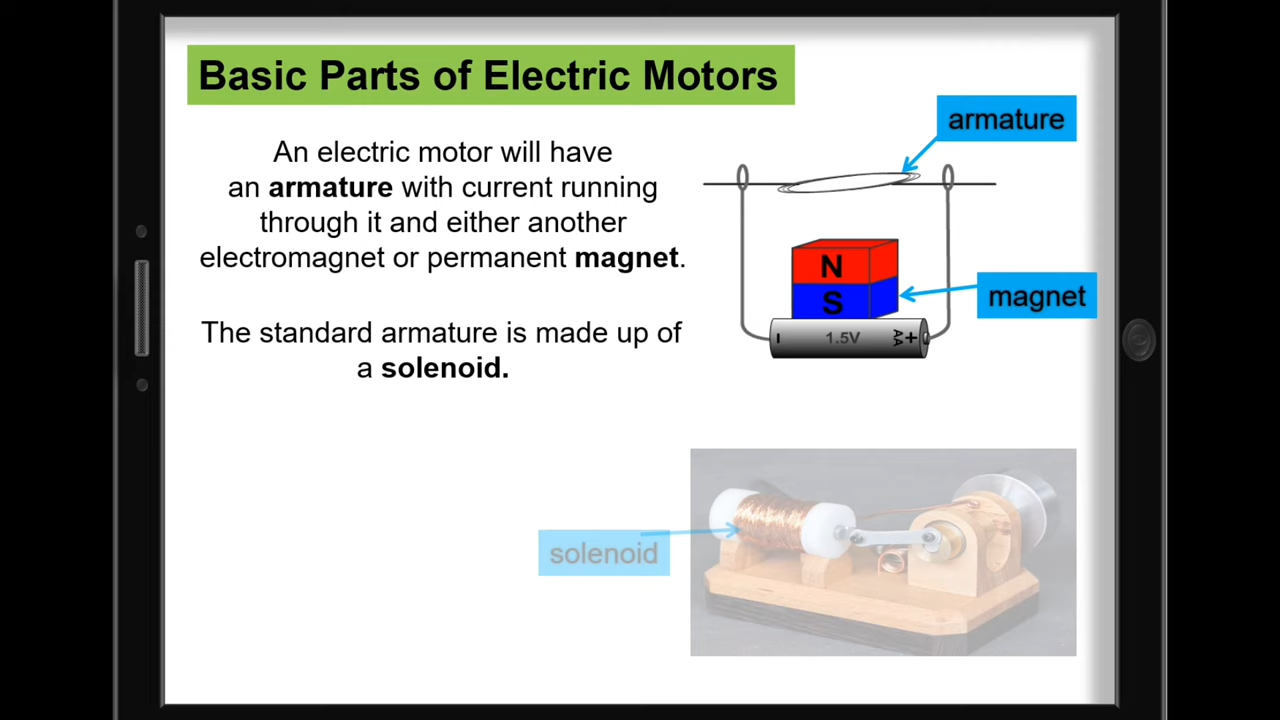 Basic Parts of Electric Motors
armature
An electric motor will have
an armature with current running
through it and either another
electromagnet or permanent magnet.
N
S
magnet
1.5V
AA
+
The standard armature is made up of
a solenoid.
solenoid